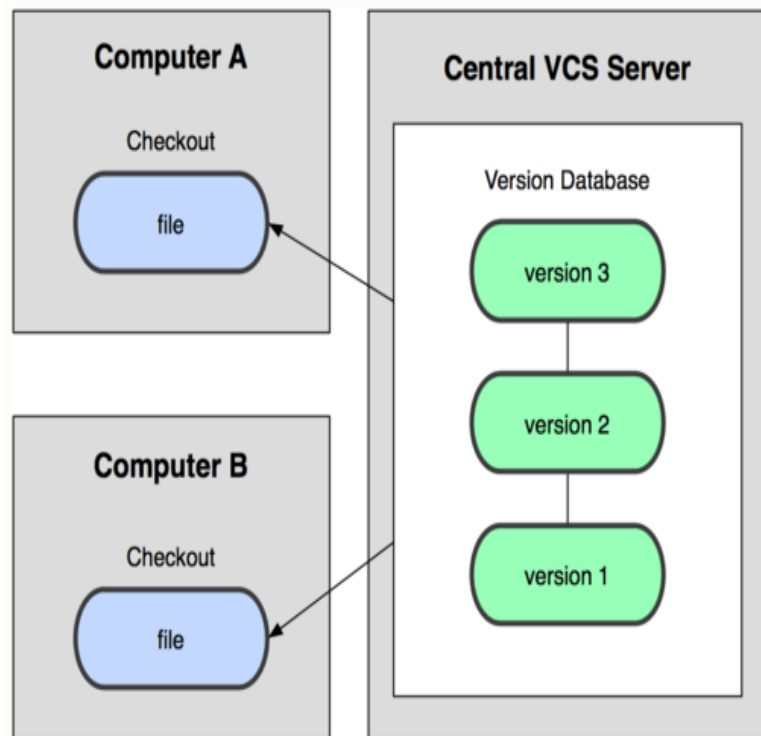 Computer A
Checkout
file
Computer B
Checkout
file
Central VCS Server
Version Database
version 3
version 2
version 1